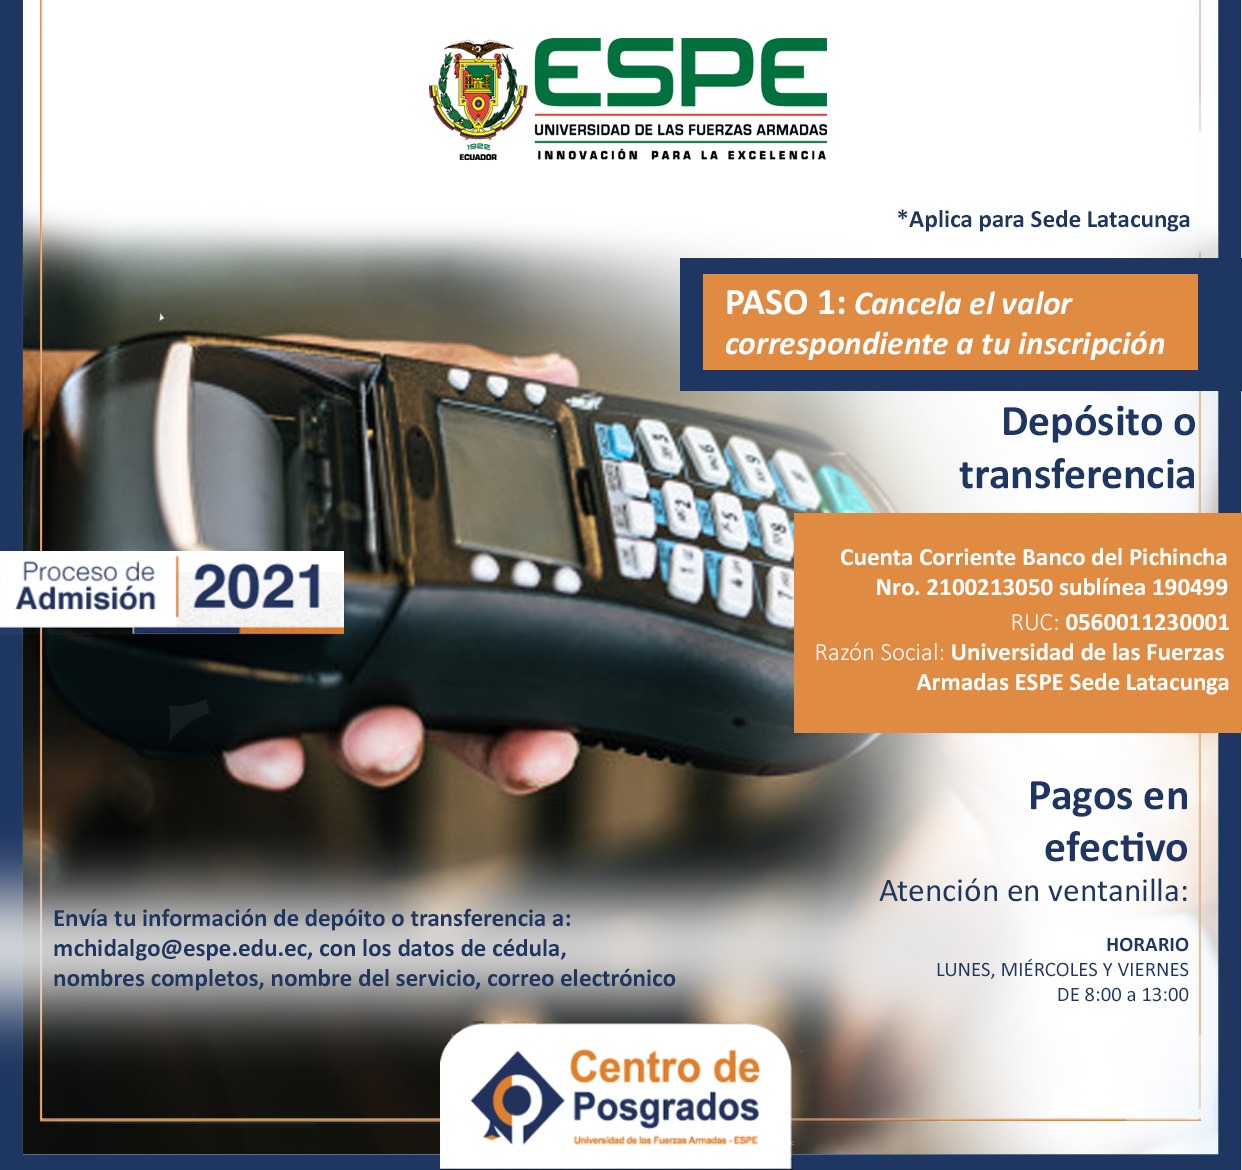 ESPE
UNIVERSIDAD DE LAS FUERZAS ARMADAS
INNOVACIÓN PARA LA EXCELENCIA
1922
ECUADOR
*Aplica para Sede Latacunga
PASO 1: Cancela el valor
correspondiente a tu inscripción
Depósito o
transferencia
Cuenta Corriente Banco del Pichincha
Nro. 2100213050 sublínea 190499
RUC: 0560011230001
Razón Social: Universidad de las Fuerzas
Armadas ESPE Sede Latacunga
Proceso de
Admisión
2021
Pagos en
efectivo
Atención en ventanilla:
HORARIO
LUNES, MIÉRCOLES Y VIERNES
DE 8:00 a 13:00
Envía tu información de depóito o transferencia a:
mchidalgo@espe.edu.ec, con los datos de cédula,
nombres completos, nombre del servicio, correo electrónico
Centro de
Posgrados
Universidad de las Fuerzas Armadas - ESPE